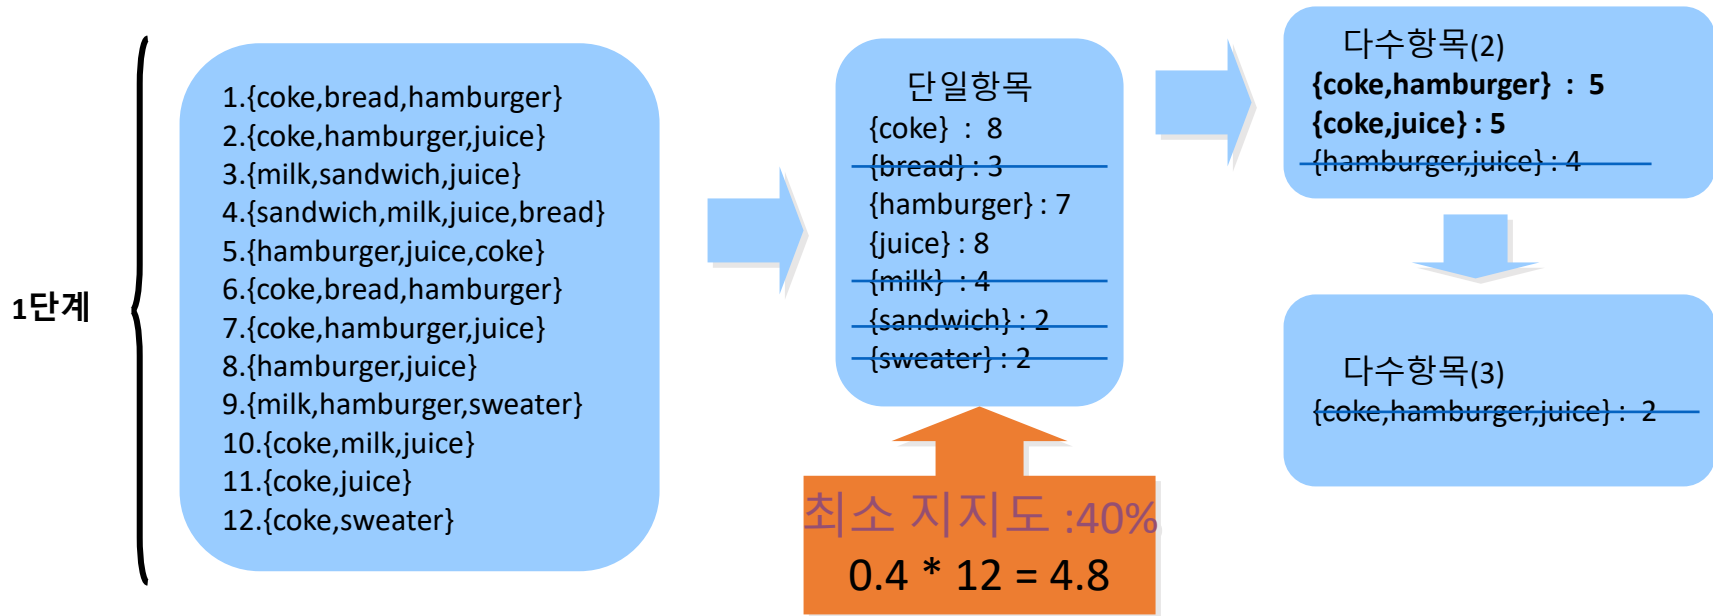 1단계
1.{coke,bread,hamburger}
2.{coke,hamburger,juice}
3.{milk,sandwich,juice}
4.{sandwich,milk,juice,bread}
5.{hamburger,juice,coke}
6.{coke,bread,hamburger}
7.{coke,hamburger,juice}
8.{hamburger,juice}
9.{milk,hamburger,sweater}
10.{coke,milk,juice}
11.{coke,juice}
12.{coke,sweater}
단일항목
{coke} : 8
{bread} : 3
{hamburger} : 7
{juice} : 8
{milk} : 4
{sandwich} : 2
{sweater} : 2
최소 지지도 :40%
0.4 * 12 = 4.8
다수항목(2)
{coke,hamburger} : 5
{coke,juice} : 5
{hamburger,juice} : 4
다수항목(3)
{coke,hamburger,juice} : 2